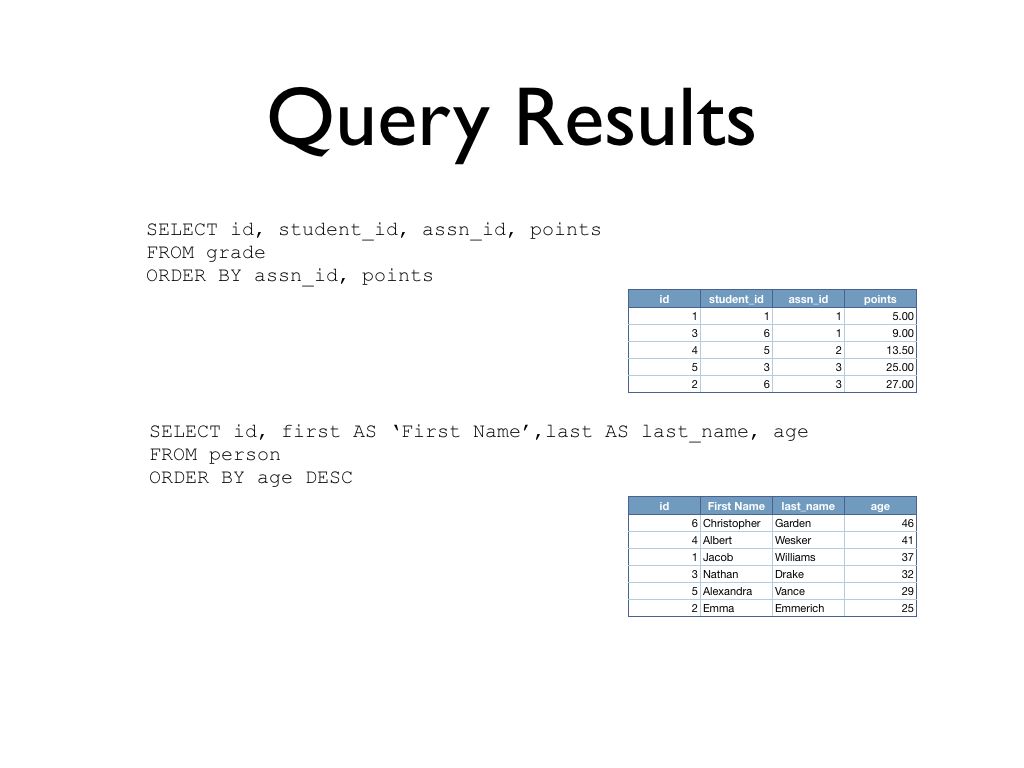 Query Results
SELECT id, student_id, assn_id, points
FROM grade
ORDER BY assn_id, points
id student_id assn_id points
1 1 1 5.00
3 6 1 9.00
4 5 2 13.50
5 3 3 25.00
2 6 3 27.00
SELECT id, first AS ‘First Name’,last AS last_name, age
FROM person
ORDER BY age DESC
id First Name last_name age
6 Christopher Garden 46
4 Albert Wesker 41
1 Jacob Williams 37
3 Nathan Drake 32
5 Alexandra Vance 29
2 Emma Emmerich 25